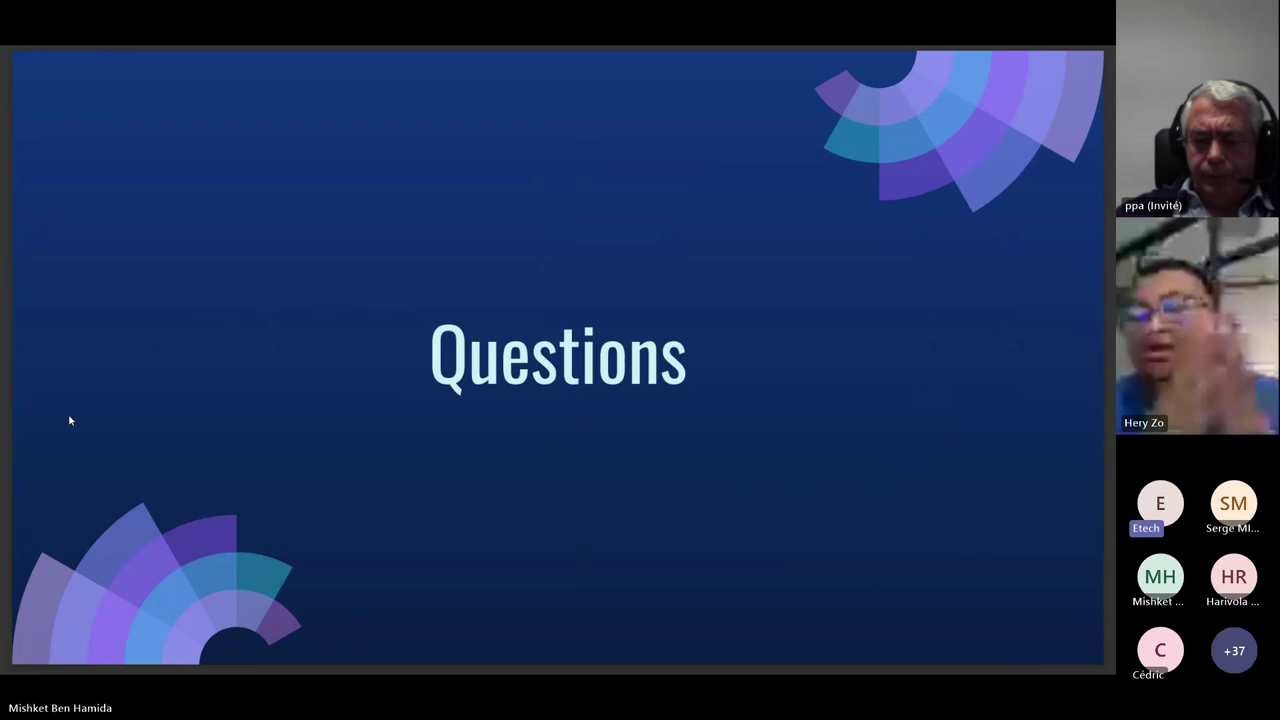 Questions
ppa (Invité)
Hery Zo
E
Etech
SM
Serge MI...
MH
Mishket ...
HR
Harivola ...
C
Cédric
+37
Mishket Ben Hamida